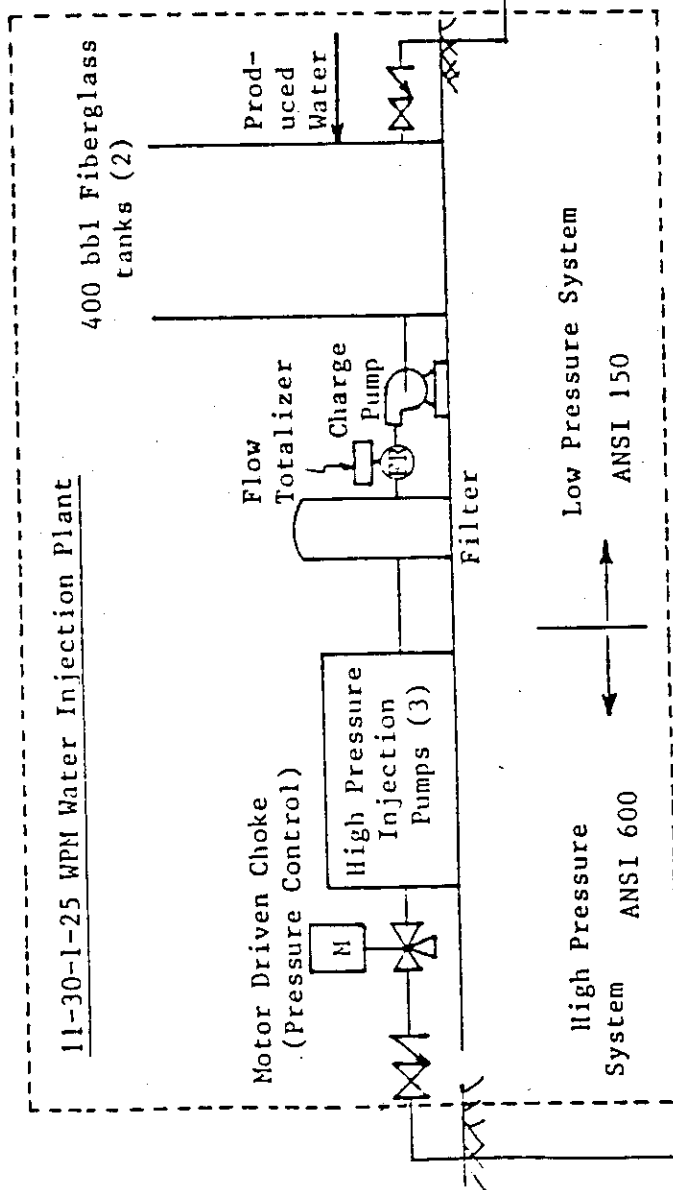 11-30-1-25 WPM Water Injection Plant
400 bbl Fiberglass
tanks (2)
Prod-
uced
Water
Flow
Totalizer
Charge
Pump
FR
Filter
High Pressure
Injection
Pumps (3)
Motor Driven Choke
(Pressure Control)
M
High Pressure
System
ANSI 600
Low Pressure System
ANSI 150